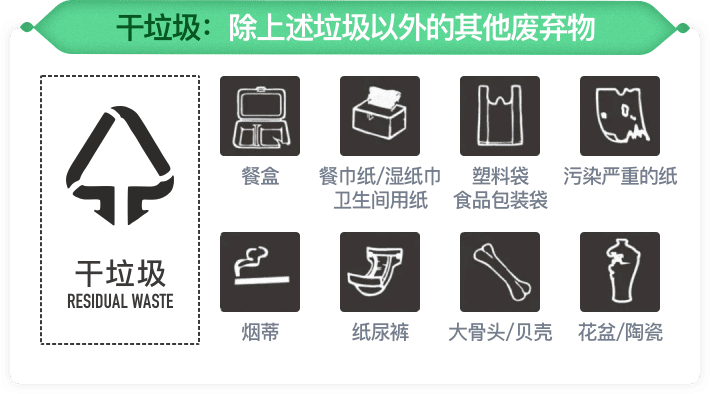 干垃圾：除上述垃圾以外的其他废弃物
干垃圾
RESIDUAL WASTE
餐盒
餐巾纸/湿纸巾
卫生间用纸
塑料袋
食品包装袋
污染严重的纸
烟蒂
纸尿裤
大骨头/贝壳
花盆/陶瓷